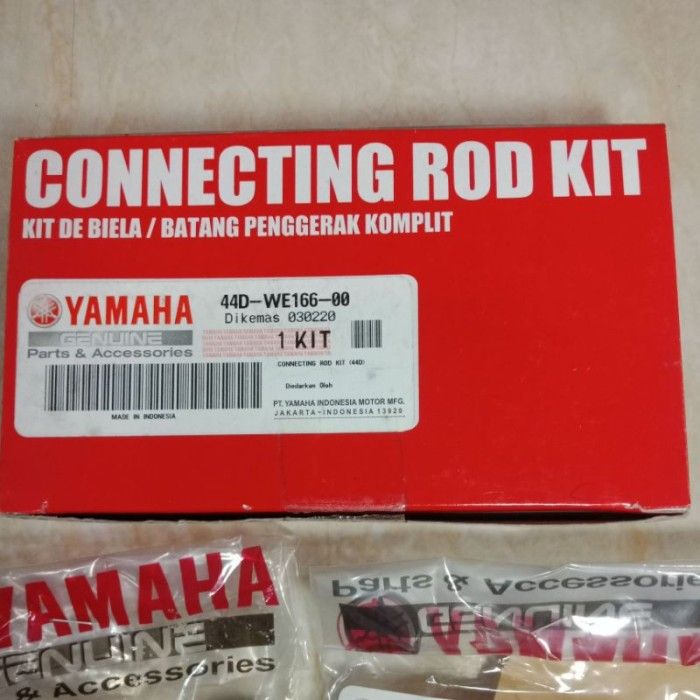 CONNECTING ROD KIT
KIT DE BIELA / BATANG PENGGERAK KOMPLIT
YAMAHA
GENUINE
Parts & Accessories
44D-WE166-00
Dikemas 030220
1 KIT
CONNECTING ROD KIT (44D)
Diedarkan Oleh
PT. YAMAHA INDONESIA MOTOR MFG.
JAKARTA-INDONESIA 13920
MADE IN INDONESIA
YAMAHA
GENUINE
& Accessories
Parts & Accessories
GENUINE
YAMAHA